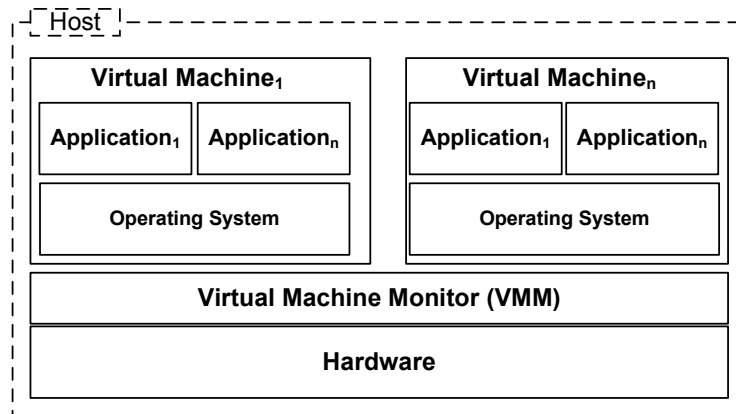 Host
Virtual Machine₁ Virtual Machineₙ
Application₁ Applicationₙ Application₁ Applicationₙ
Operating System Operating System
Virtual Machine Monitor (VMM)
Hardware